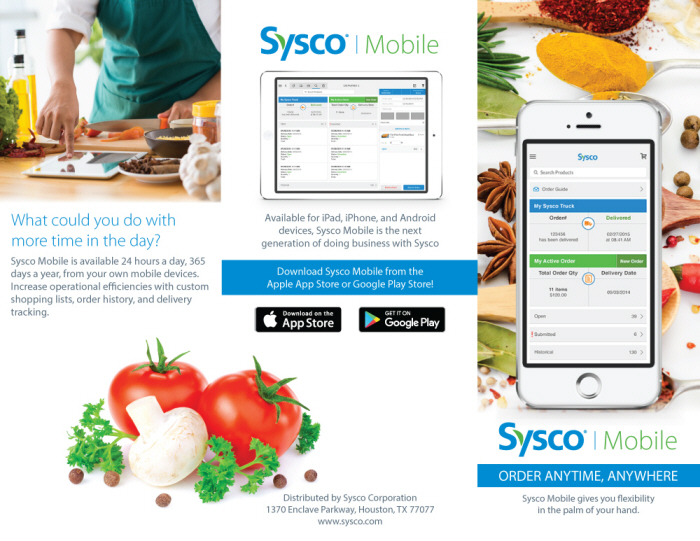 What could you do with
more time in the day?
Sysco Mobile is available 24 hours a day, 365
days a year, from your own mobile devices.
Increase operational efficiencies with custom
shopping lists, order history, and delivery
tracking.
Sysco | Mobile
My Sysco Truck
My Active Order
Available for iPad, iPhone, and Android
devices, Sysco Mobile is the next
generation of doing business with Sysco
Download Sysco Mobile from the
Apple App Store or Google Play Store!
Download on the
App Store
GET IT ON
Google Play
Distributed by Sysco Corporation
1370 Enclave Parkway, Houston, TX 77077
www.sysco.com
Sysco
Search Products
Order Guide
My Sysco Truck
Order# Delivered
has been delivered at 08:41 AM
My Active Order New Order
Total Order Qty Delivery Date
11 items
$100.00
Open
Submitted
Historical
Sysco | Mobile
ORDER ANYTIME, ANYWHERE
Sysco Mobile gives you flexibility
in the palm of your hand.